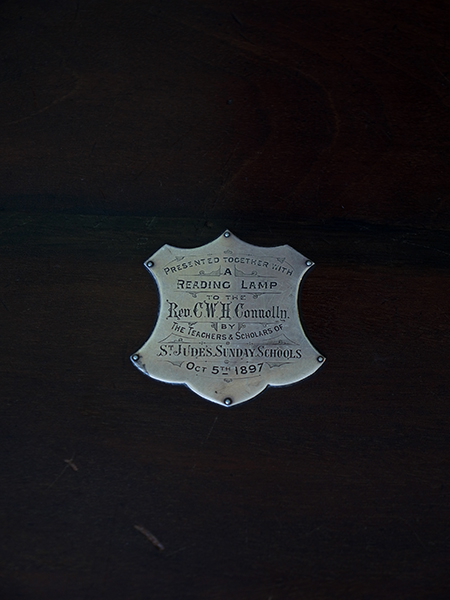 PRESENTED TOGETHER WITH
A
READING LAMP
TO THE
Rev. C W H Connolly.
BY
THE TEACHERS & SCHOLARS OF
ST JUDES SUNDAY SCHOOLS
OCT 5TH 1897